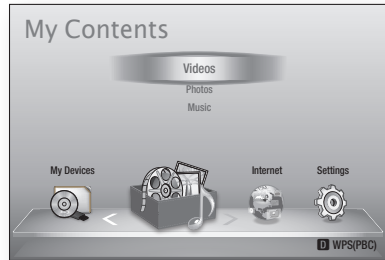 My Contents
Videos
Photos
Music
My Devices
Internet
Settings
D WPS(PBC)